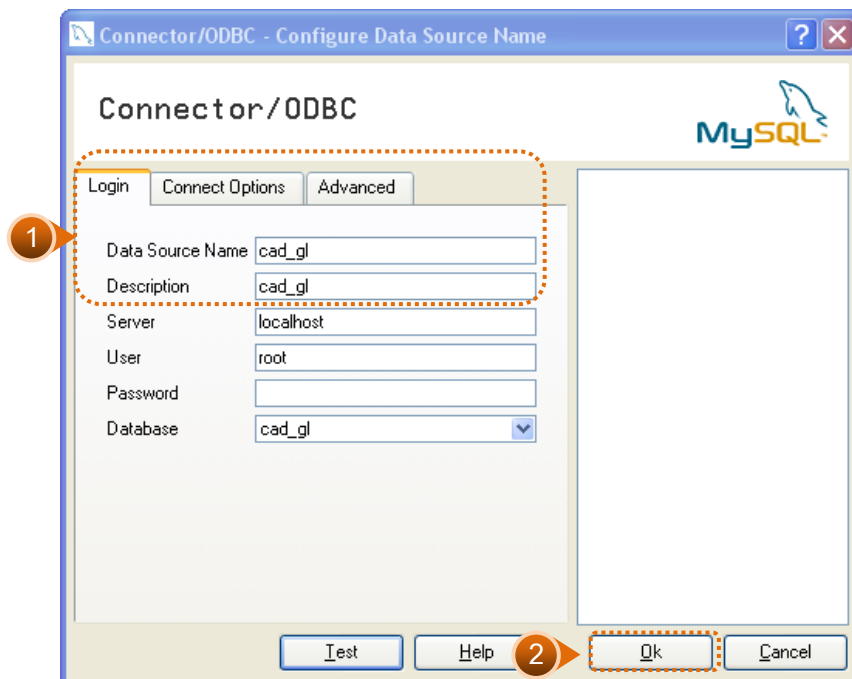 Connector/ODBC - Configure Data Source Name
?
Connector/ODBC
MySQL
Login Connect Options Advanced
1
Data Source Name cad_gl
Description cad_gl
Server localhost
User root
Password
Database cad_gl
Test Help 2 Ok Cancel